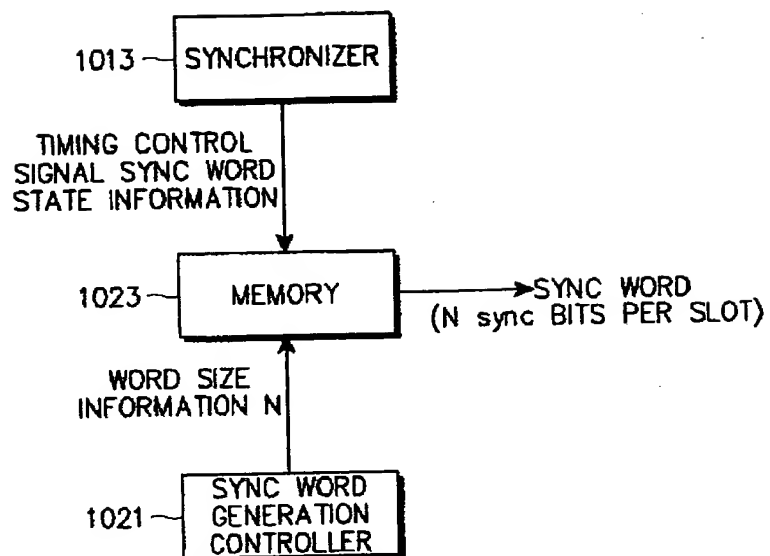 1013
SYNCHRONIZER
TIMING CONTROL
SIGNAL SYNC WORD
STATE INFORMATION
1023
MEMORY
SYNC WORD
(N sync BITS PER SLOT)
WORD SIZE
INFORMATION N
1021
SYNC WORD
GENERATION
CONTROLLER